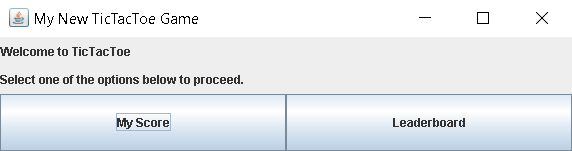 My New TicTacToe Game
Welcome to TicTacToe
Select one of the options below to proceed.
My Score
Leaderboard